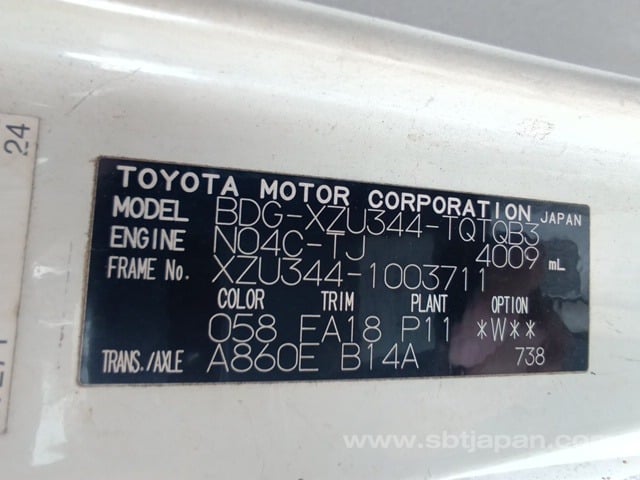 TOYOTA MOTOR CORPORATION JAPAN
MODEL BDG-XZU344-TQTQB3
ENGINE N04C-TJ 4009 mL
FRAME No. XZU344-1003711
COLOR TRIM PLANT OPTION
058 FA18 P11 *W**
TRANS./AXLE A860E B14A 738
24
www.sbtjapan.com